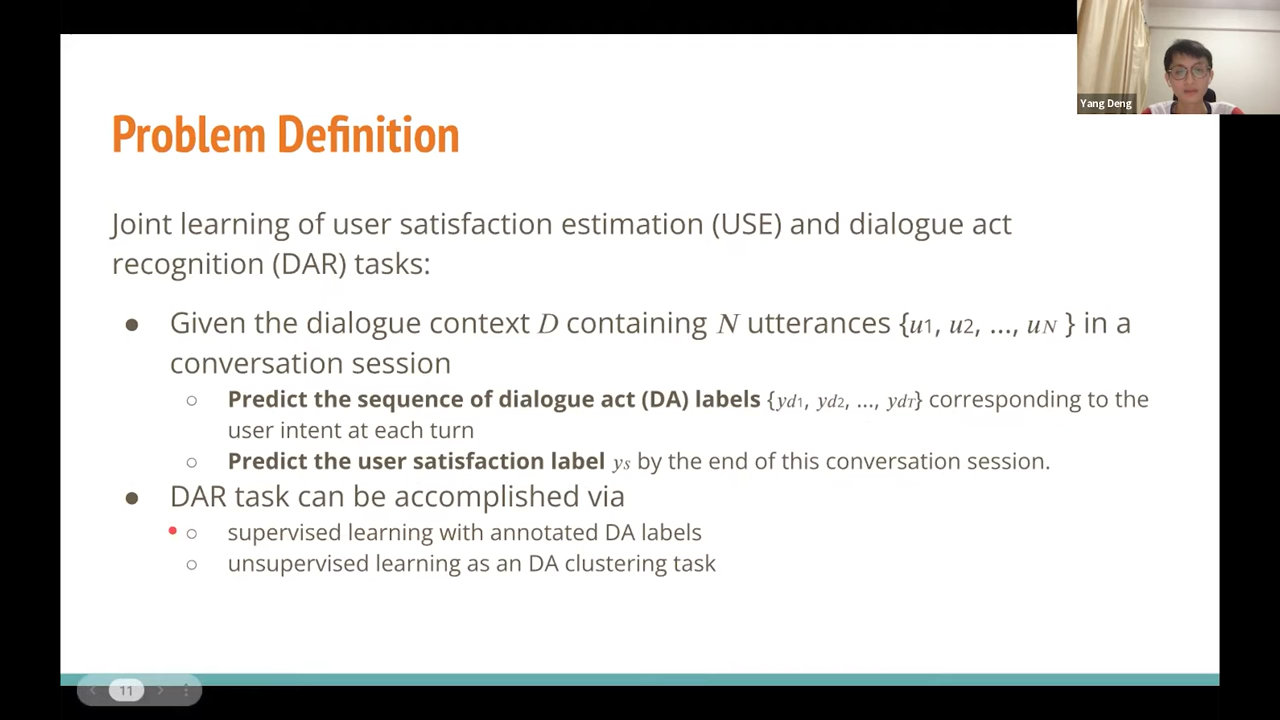 Yang Deng
Problem Definition
Joint learning of user satisfaction estimation (USE) and dialogue act
recognition (DAR) tasks:
● Given the dialogue context D containing N utterances {u1, u2, ..., uN } in a
conversation session
○ Predict the sequence of dialogue act (DA) labels {yd1, yd2, ..., ydT} corresponding to the
user intent at each turn
○ Predict the user satisfaction label ys by the end of this conversation session.
● DAR task can be accomplished via
○ supervised learning with annotated DA labels
○ unsupervised learning as an DA clustering task
11